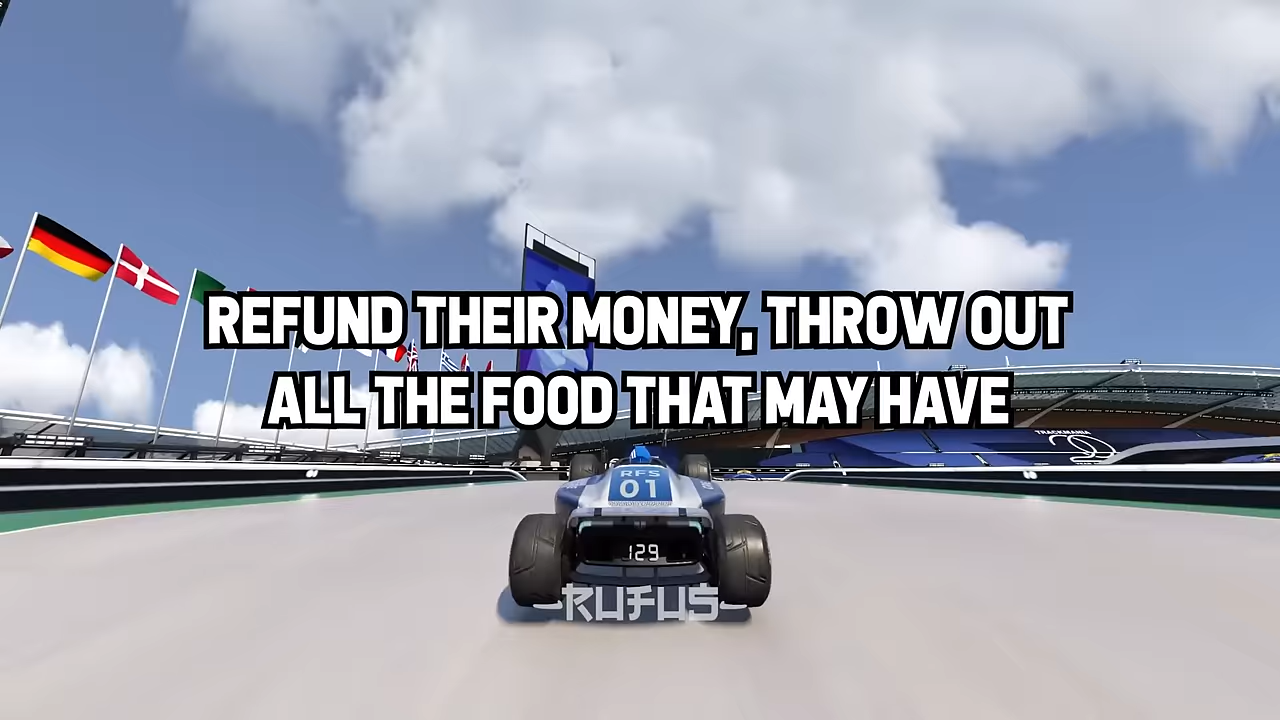 REFUND THEIR MONEY, THROW OUT
ALL THE FOOD THAT MAY HAVE
TRACKMANIA
RFS
01
129
-RUFUS-